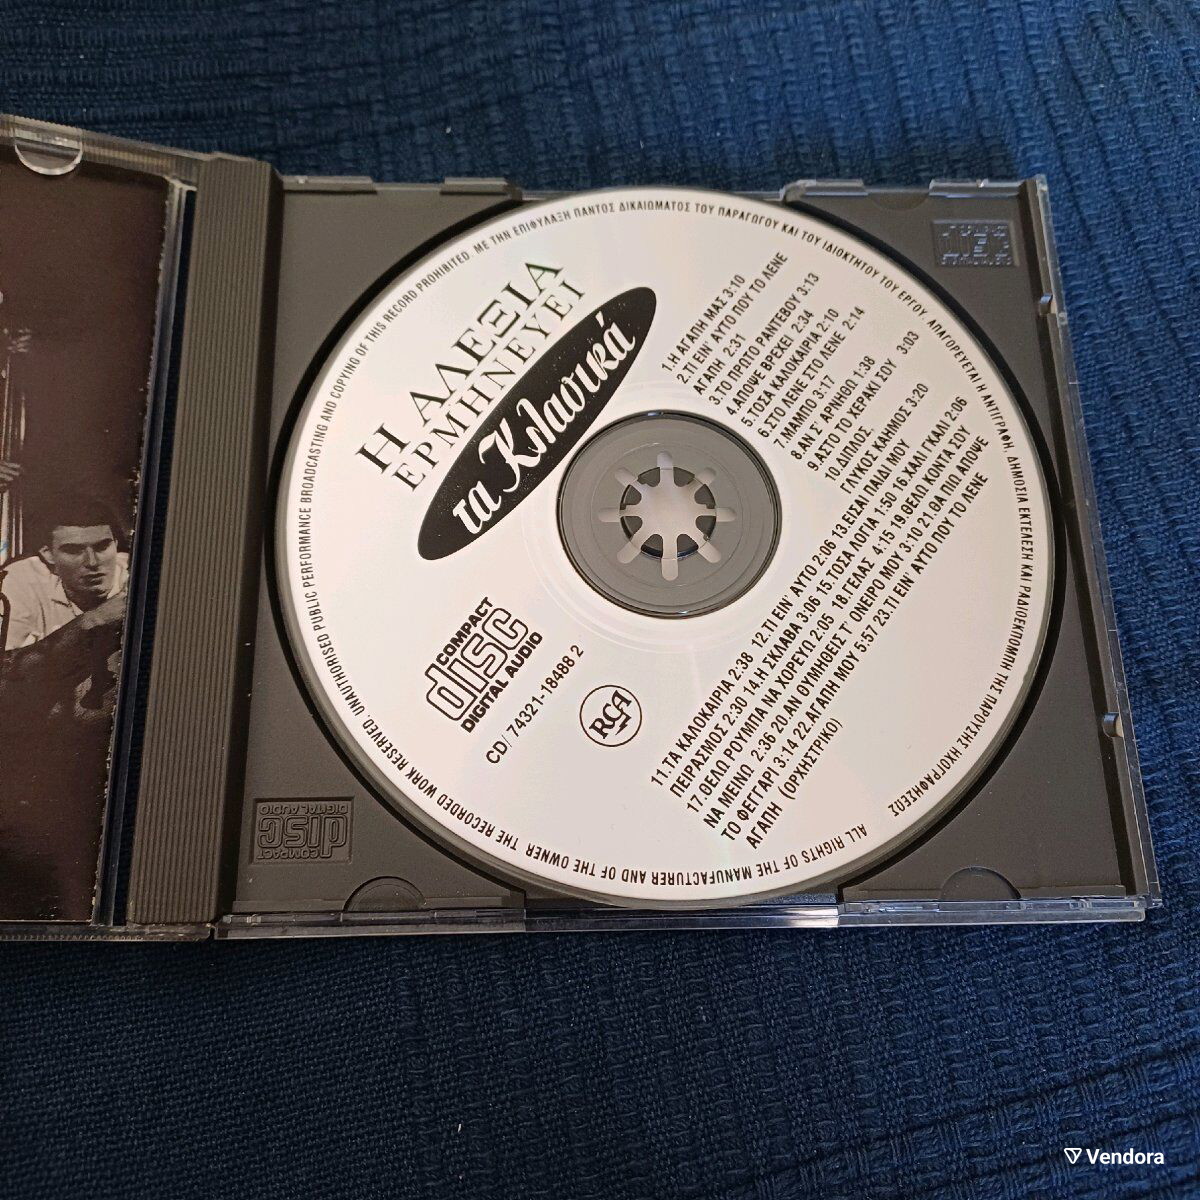 Η ΑΛΕΞΙΑ
ΕΡΜΗΝΕΥΕΙ
τα Κλασικά
1.Η ΑΓΑΠΗ ΜΑΣ 3:10
2.ΤΙ ΕΙΝ' ΑΥΤΟ ΠΟΥ ΤΟ ΛΕΝΕ
ΑΓΑΠΗ 2:31
3.ΤΟ ΠΡΩΤΟ ΡΑΝΤΕΒΟΥ 3:13
4.ΑΠΟΨΕ ΒΡΕΧΕΙ 2:34
5.ΤΟΣΑ ΚΑΛΟΚΑΙΡΙΑ 2:10
6.ΣΤΟ ΛΕΝΕ ΣΤΟ ΛΕΝΕ 2:14
7.ΜΑΜΠΟ 3:17
8 ΑΝ Σ' ΑΡΝΗΘΩ 1:38
9 ΑΣ'ΤΟ ΤΟ ΧΕΡΑΚΙ ΣΟΥ 3:03
10.ΔΙΠΛΟΣ
ΓΛΥΚΟΣ ΚΑΗΜΟΣ 3:20
11.ΤΑ ΚΑΛΟΚΑΙΡΙΑ 2:38 12.ΤΙ ΕΙΝ' ΑΥΤΟ 2:06 13.ΕΙΣΑΙ ΠΑΙΔΙ ΜΟΥ
ΠΕΙΡΑΣΜΟΣ 2:30 14.Η ΣΚΛΑΒΑ 3:06 15.ΤΟΣΑ ΛΟΓΙΑ 1:50 16.ΧΑΛΙ ΓΚΑΛΙ 2:06
17.ΘΕΛΩ ΡΟΥΜΠΑ ΝΑ ΧΟΡΕΥΩ 2:05 18.ΓΕΛΑΣ 4:15 19.ΘΕΛΩ ΚΟΝΤΑ ΣΟΥ
ΝΑ ΜΕΙΝΩ 2:36 20.ΑΝ ΘΥΜΗΘΕΙΣ Τ' ΟΝΕΙΡΟ ΜΟΥ 3:10 21.ΘΑ ΠΙΩ ΑΠΟΨΕ
ΤΟ ΦΕΓΓΑΡΙ 3:14 22.ΑΓΑΠΗ ΜΟΥ 5:57 23.ΤΙ ΕΙΝ' ΑΥΤΟ ΠΟΥ ΤΟ ΛΕΝΕ
ΑΓΑΠΗ (ΟΡΧΗΣΤΡΙΚΟ)
COMPACT
disc
DIGITAL AUDIO
CD/ 74321-18488 2
RCA
ALL RIGHTS OF THE MANUFACTURER AND OF THE OWNER THE RECORDED WORK RESERVED. UNAUTHORISED PUBLIC PERFORMANCE BROADCASTING AND COPYING OF THIS RECORD PROHIBITED. ΜΕ ΤΗΝ ΕΠΙΦΥΛΑΞΗ ΠΑΝΤΟΣ ΔΙΚΑΙΩΜΑΤΟΣ ΤΟΥ ΠΑΡΑΓΩΓΟΥ ΚΑΙ ΤΟΥ ΙΔΙΟΚΤΗΤΟΥ ΤΟΥ ΕΡΓΟΥ, ΑΠΑΓΟΡΕΥΕΤΑΙ Η ΑΝΤΙΓΡΑΦΗ, ΔΗΜΟΣΙΑ ΕΚΤΕΛΕΣΗ ΚΑΙ ΡΑΔΙΟΕΚΠΟΜΠΗ ΤΗΣ ΠΑΡΟΥΣΗΣ ΗΧΟΓΡΑΦΗΣΕΩΣ
COMPACT
disc
DIGITAL AUDIO
COMPACT
disc
DIGITAL AUDIO
Vendora